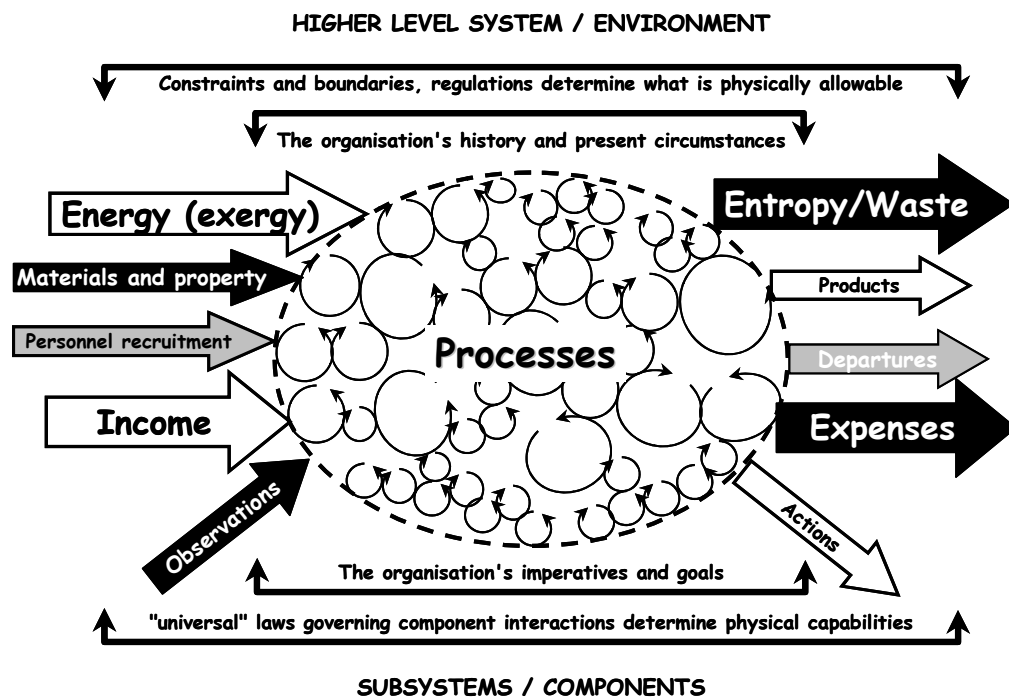 HIGHER LEVEL SYSTEM / ENVIRONMENT
Constraints and boundaries, regulations determine what is physically allowable
The organisation's history and present circumstances
Energy (exergy)
Entropy/Waste
Materials and property
Products
Personnel recruitment
Processes
Departures
Income
Expenses
Observations
Actions
The organisation's imperatives and goals
"universal" laws governing component interactions determine physical capabilities
SUBSYSTEMS / COMPONENTS